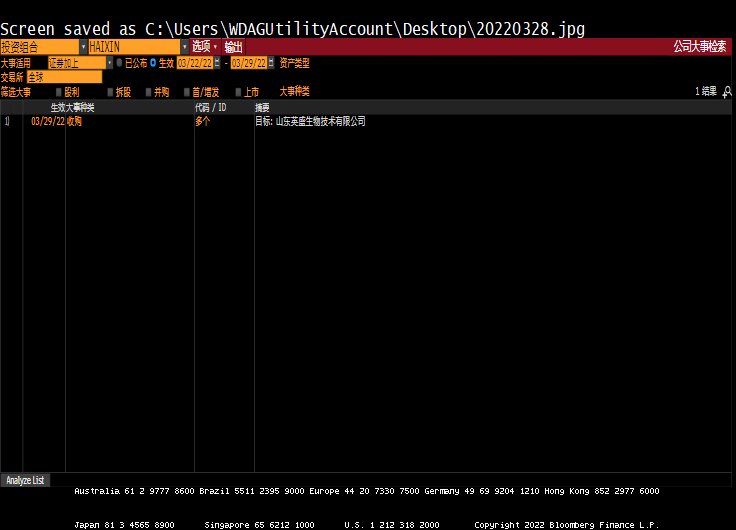 Screen saved as C:\Users\WDAGUtilityAccount\Desktop\20220328.jpg
投资组合 HAIXIN 选项 输出 公司大事检索
大事适用 证券加上 已公布 生效 03/22/22 - 03/29/22 资产类型
交易所 全球
筛选大事 股利 拆股 并购 首/增发 上市 大事种类 1 结果
生效 大事种类 代码 / ID 摘要
1) 03/29/22 收购 多个 目标: 山东英盛生物技术有限公司
Analyze List
Australia 61 2 9777 8600 Brazil 5511 2395 9000 Europe 44 20 7330 7500 Germany 49 69 9204 1210 Hong Kong 852 2977 6000
Japan 81 3 4565 8900 Singapore 65 6212 1000 U.S. 1 212 318 2000 Copyright 2022 Bloomberg Finance L.P.